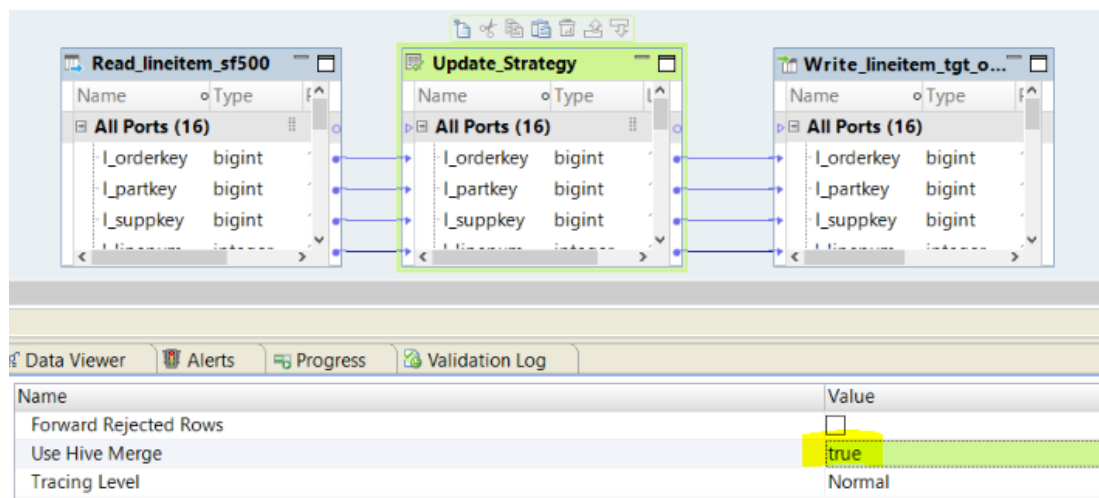 Read_lineitem_sf500
Name Type
All Ports (16)
l_orderkey bigint
l_partkey bigint
l_suppkey bigint
Update_Strategy
Name Type
All Ports (16)
l_orderkey bigint
l_partkey bigint
l_suppkey bigint
Write_lineitem_tgt_o...
Name Type
All Ports (16)
l_orderkey bigint
l_partkey bigint
l_suppkey bigint
Data Viewer Alerts Progress Validation Log
Name Value
Forward Rejected Rows
Use Hive Merge true
Tracing Level Normal